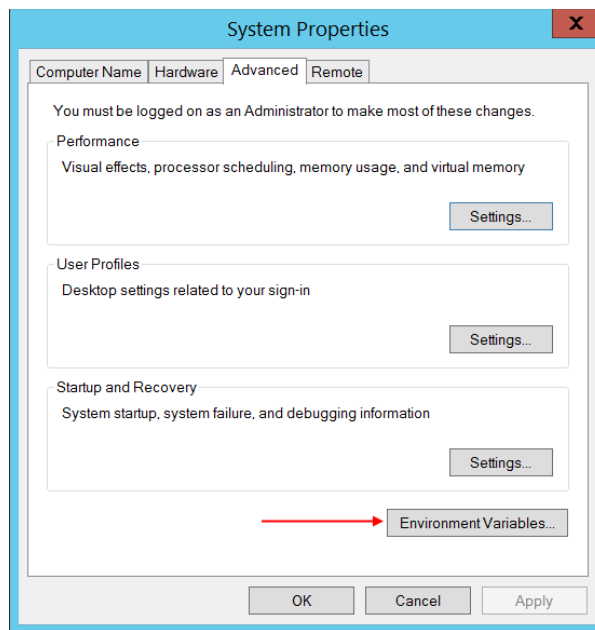 System Properties
X
Computer Name Hardware Advanced Remote
You must be logged on as an Administrator to make most of these changes.
Performance
Visual effects, processor scheduling, memory usage, and virtual memory
Settings...
User Profiles
Desktop settings related to your sign-in
Settings...
Startup and Recovery
System startup, system failure, and debugging information
Settings...
Environment Variables...
OK Cancel Apply